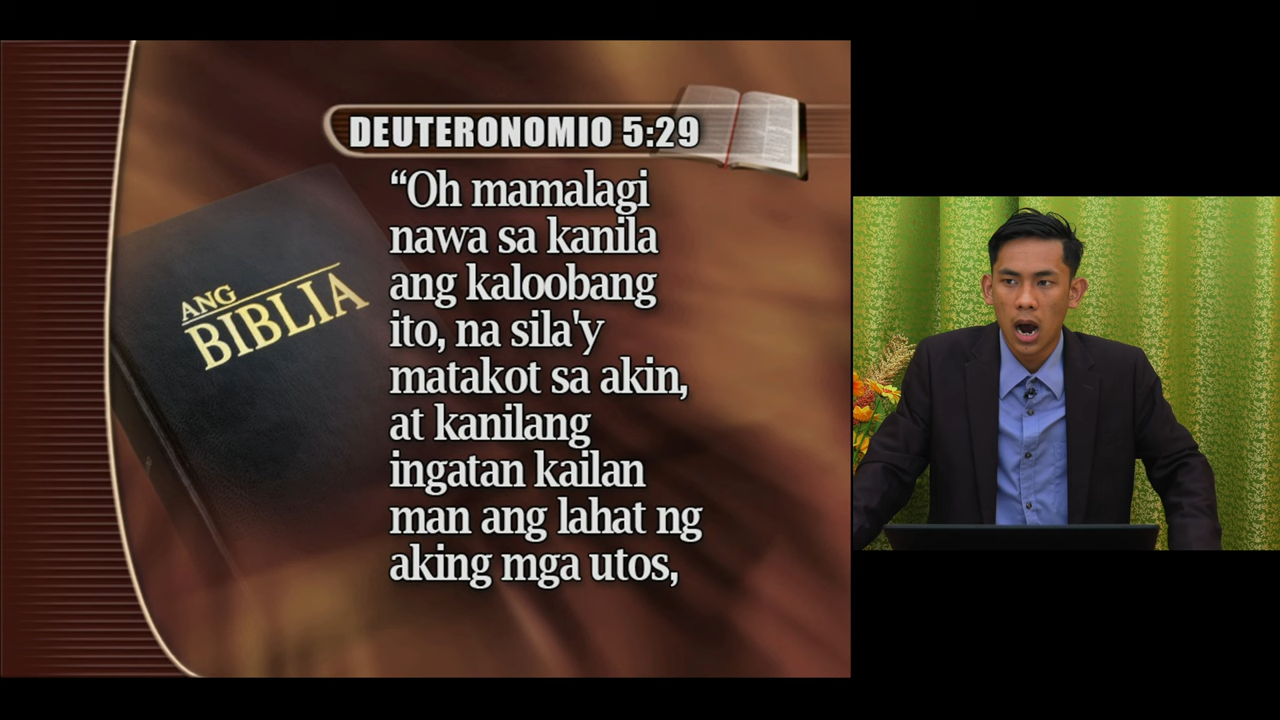 DEUTERONOMIO 5:29
“Oh mamalagi
nawa sa kanila
ang kaloobang
ito, na sila'y
matakot sa akin,
at kanilang
ingatan kailan
man ang lahat ng
aking mga utos,
ANG
BIBLIA